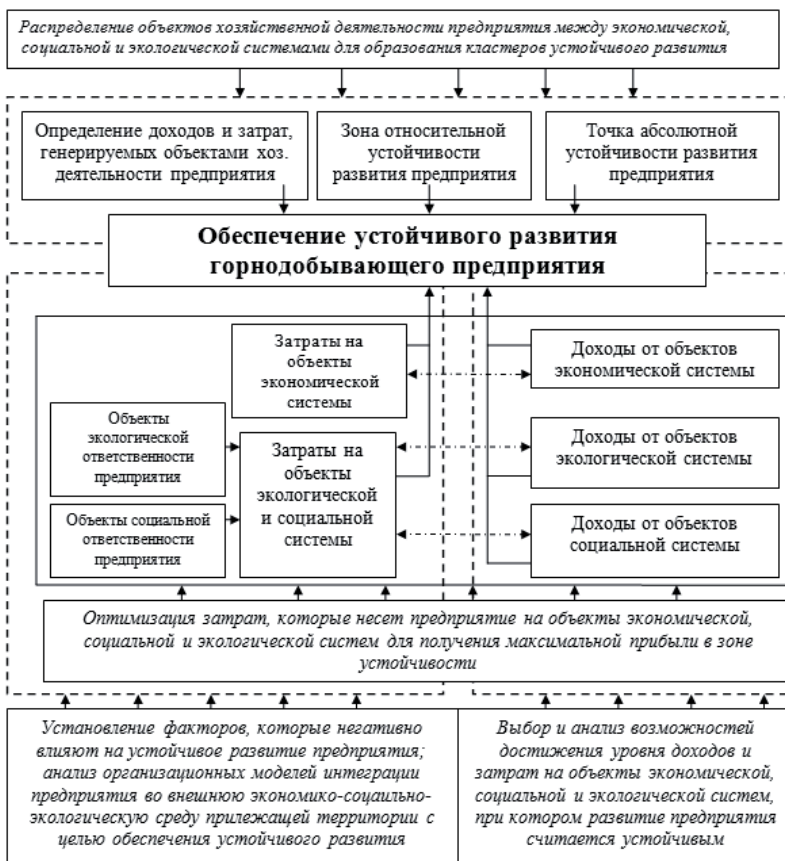 Распределение объектов хозяйственной деятельности предприятия между экономической,
социальной и экологической системами для образования кластеров устойчивого развития
Определение доходов и затрат,
генерируемых объектами хоз.
деятельности предприятия
Зона относительной
устойчивости
развития предприятия
Точка абсолютной
устойчивости развития
предприятия
Обеспечение устойчивого развития
горнодобывающего предприятия
Затраты на
объекты
экономической
системы
Доходы от объектов
экономической системы
Объекты
экологической
ответственности
предприятия
Затраты на
объекты
экологической
и социальной
системы
Доходы от объектов
экологической системы
Объекты социальной
ответственности
предприятия
Доходы от объектов
социальной системы
Оптимизация затрат, которые несет предприятие на объекты экономической,
социальной и экологической систем для получения максимальной прибыли в зоне
устойчивости
Установление факторов, которые негативно
влияют на устойчивое развитие предприятия;
анализ организационных моделей интеграции
предприятия во внешнюю экономико-соцаильно-
экологическую среду прилежащей территории с
целью обеспечения устойчивого развития
Выбор и анализ возможностей
достижения уровня доходов и
затрат на объекты экономической,
социальной и экологической систем,
при котором развитие предприятия
считается устойчивым